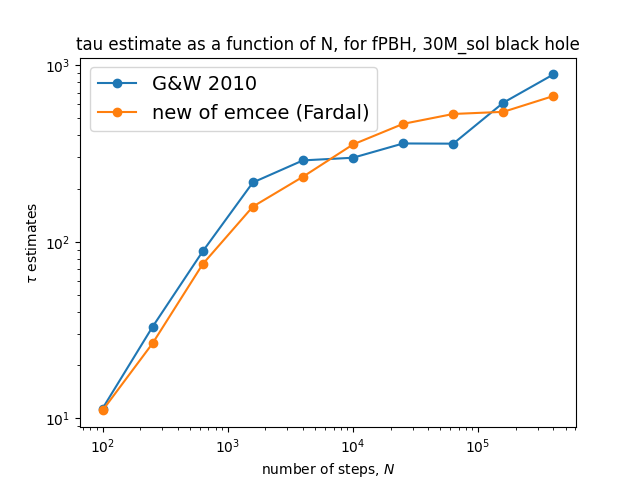 tau estimate as a function of N, for fPBH, 30M_sol black hole
G&W 2010
new of emcee (Fardal)
τ estimates
10³
10²
10¹
10² 10³ 10⁴ 10⁵
number of steps, N